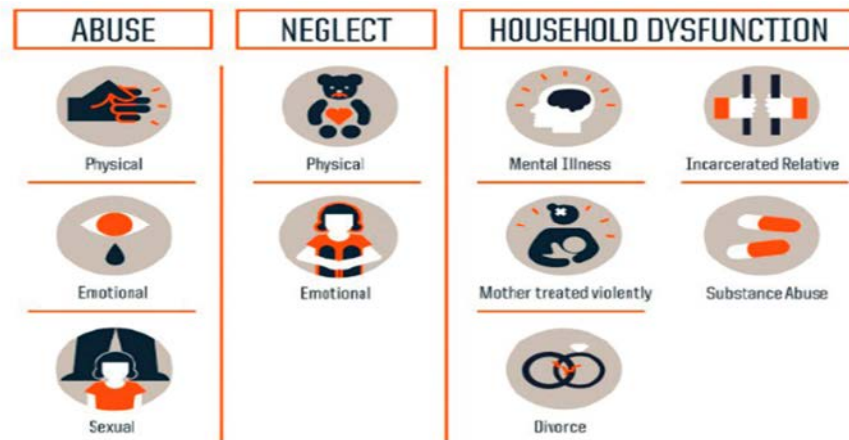 ABUSE
NEGLECT
HOUSEHOLD DYSFUNCTION
Physical
Emotional
Sexual
Physical
Emotional
Mental Illness
Incarcerated Relative
Mother treated violently
Substance Abuse
Divorce